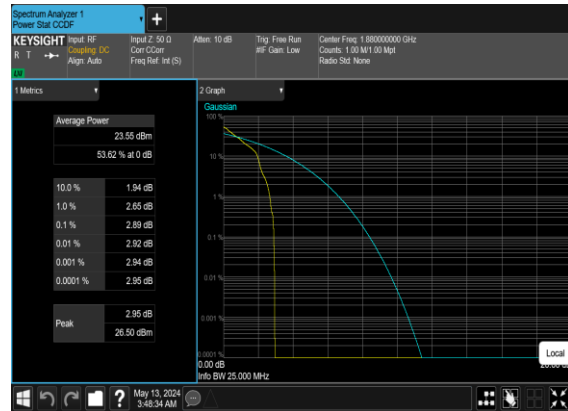 Spectrum Analyzer 1
Power Stat CCDF
+
KEYSIGHT
R T
LXI
Input: RF
Coupling: DC
Align: Auto
Input Z: 50 Ω
Corr CCorr
Freq Ref: Int (S)
Atten: 10 dB
Trig: Free Run
#IF Gain: Low
Center Freq: 1.880000000 GHz
Counts: 1.00 M/1.00 Mpt
Radio Std: None
1 Metrics
Average Power
23.55 dBm
53.62 % at 0 dB
10.0 % 1.94 dB
1.0 % 2.65 dB
0.1 % 2.89 dB
0.01 % 2.92 dB
0.001 % 2.94 dB
0.0001 % 2.95 dB
Peak
2.95 dB
26.50 dBm
2 Graph
Gaussian
100 %
10 %
1 %
0.1 %
0.01 %
0.001 %
0.0001 %
0.00 dB
Info BW 25.000 MHz
Local
?
May 13, 2024
3:48:34 AM